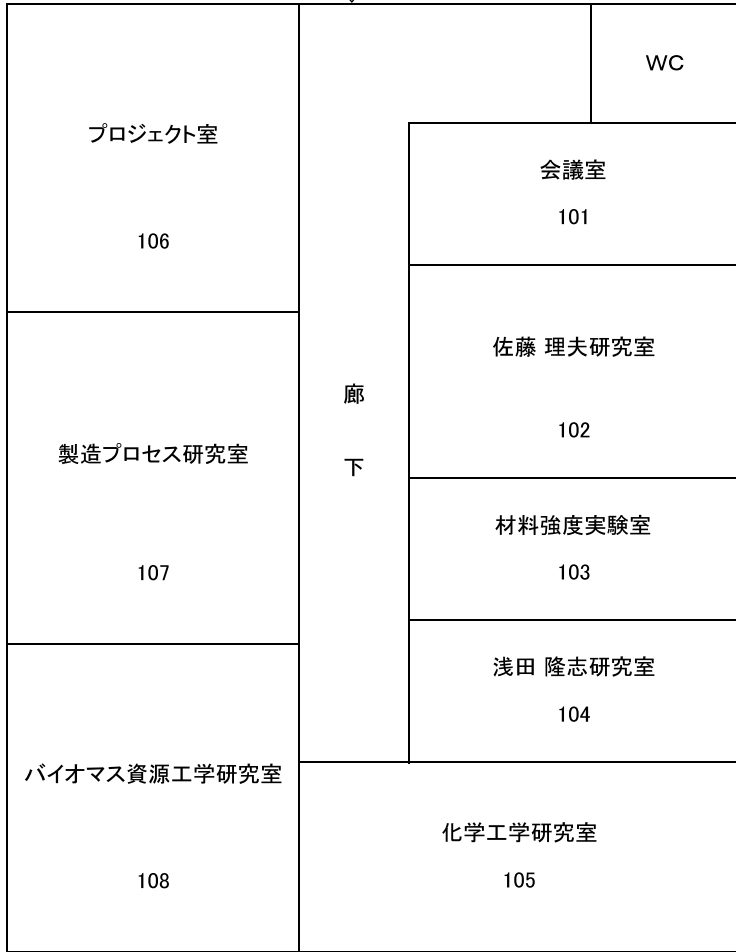 WC
プロジェクト室
106
会議室
101
佐藤 理夫研究室
102
廊
下
製造プロセス研究室
107
材料強度実験室
103
浅田 隆志研究室
104
バイオマス資源工学研究室
108
化学工学研究室
105